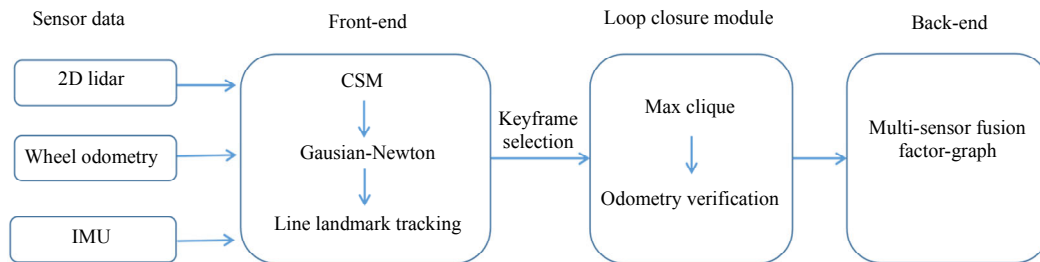 Sensor data
2D lidar
Wheel odometry
IMU
Front-end
CSM
Gausian-Newton
Line landmark tracking
Keyframe
selection
Loop closure module
Max clique
Odometry verification
Back-end
Multi-sensor fusion
factor-graph